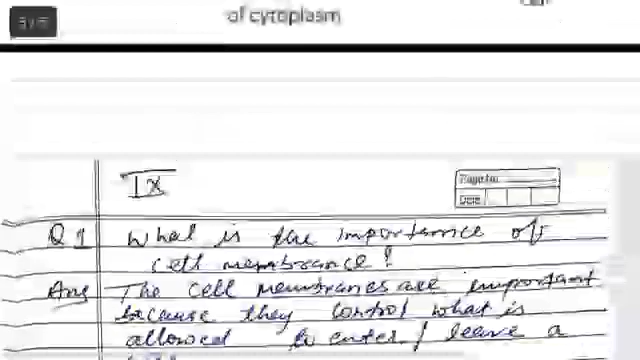 of cytoplasm
IX
Page No.
Date
Q 1 What is the importance of
cell membrance?
Ans The cell membranes are important
because they control what is
allowed to enter/leave a